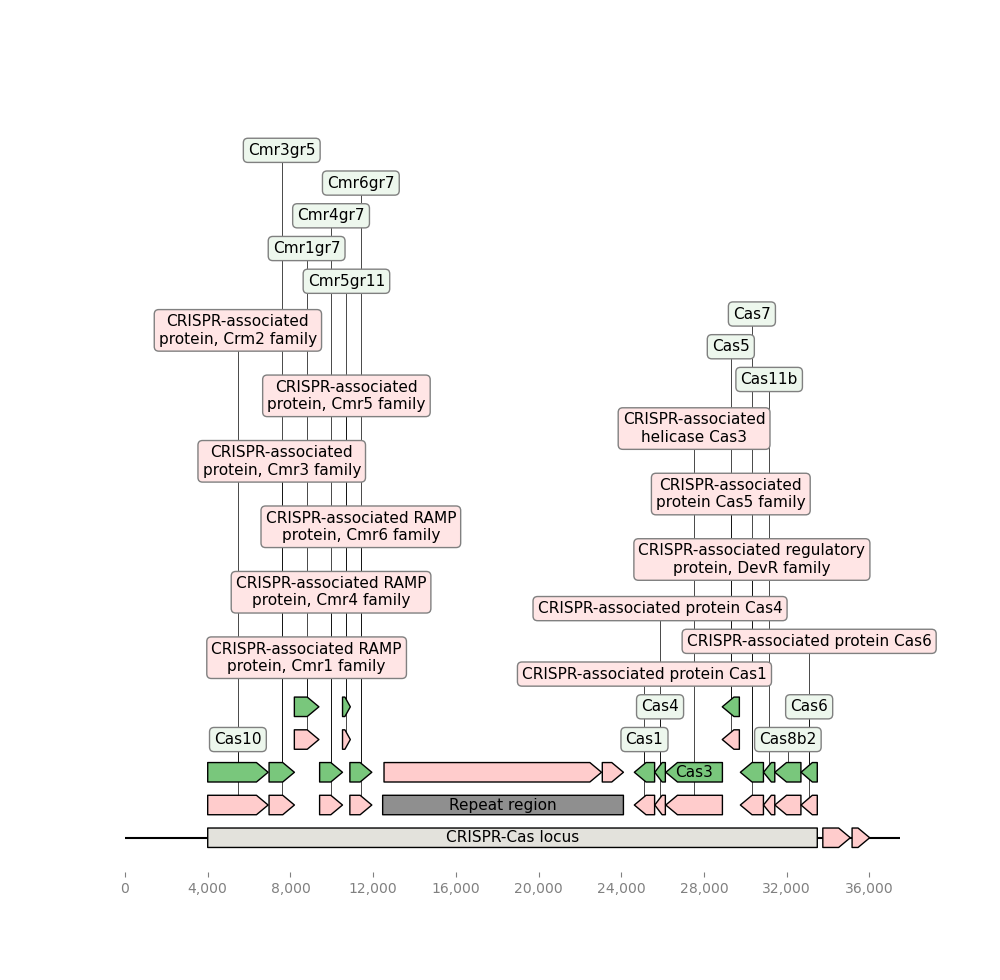 Cmr3gr5
Cmr6gr7
Cmr4gr7
Cmr1gr7
Cmr5gr11
CRISPR-associated
protein, Crm2 family
Cas7
Cas5
Cas11b
CRISPR-associated
protein, Cmr5 family
CRISPR-associated
helicase Cas3
CRISPR-associated
protein, Cmr3 family
CRISPR-associated
protein Cas5 family
CRISPR-associated RAMP
protein, Cmr6 family
CRISPR-associated regulatory
protein, DevR family
CRISPR-associated RAMP
protein, Cmr4 family
CRISPR-associated protein Cas4
CRISPR-associated RAMP
protein, Cmr1 family
CRISPR-associated protein Cas6
CRISPR-associated protein Cas1
Cas4
Cas6
Cas10
Cas1
Cas8b2
Cas3
Repeat region
CRISPR-Cas locus
0 4,000 8,000 12,000 16,000 20,000 24,000 28,000 32,000 36,000